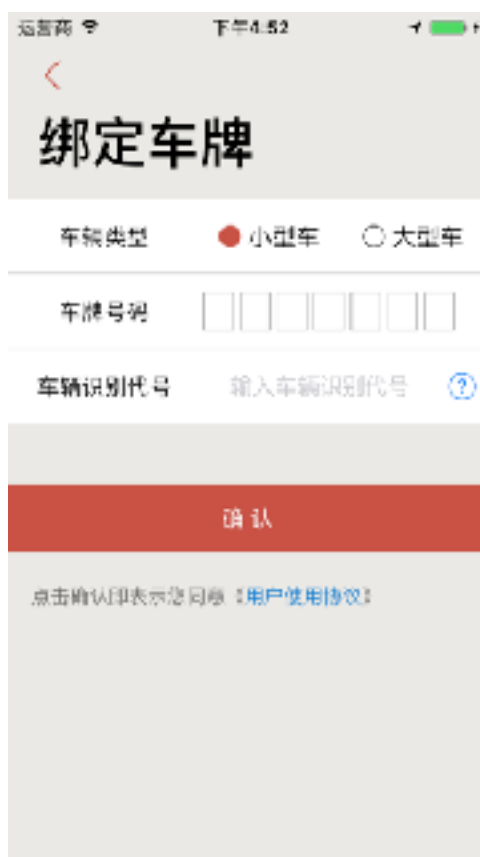 运营商 下午4:52
绑定车牌
车辆类型 小型车 大型车
车牌号码
车辆识别代号 输入车辆识别代号 ?
确认
点击确认即表示您同意《用户使用协议》